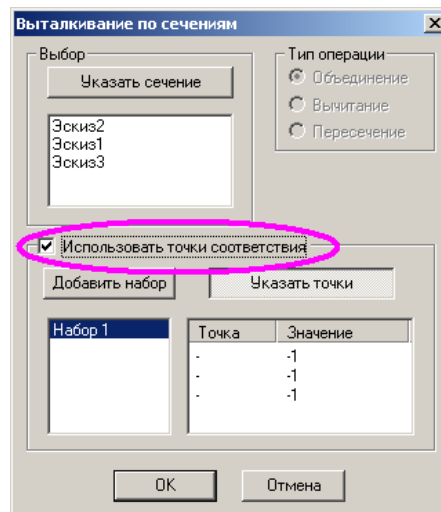 Выталкивание по сечениям
Выбор
Указать сечение
Эскиз2
Эскиз1
Эскиз3
Тип операции
Объединение
Вычитание
Пересечение
Использовать точки соответствия
Добавить набор
Указать точки
Набор 1
Точка Значение
- -1
- -1
- -1
OK
Отмена